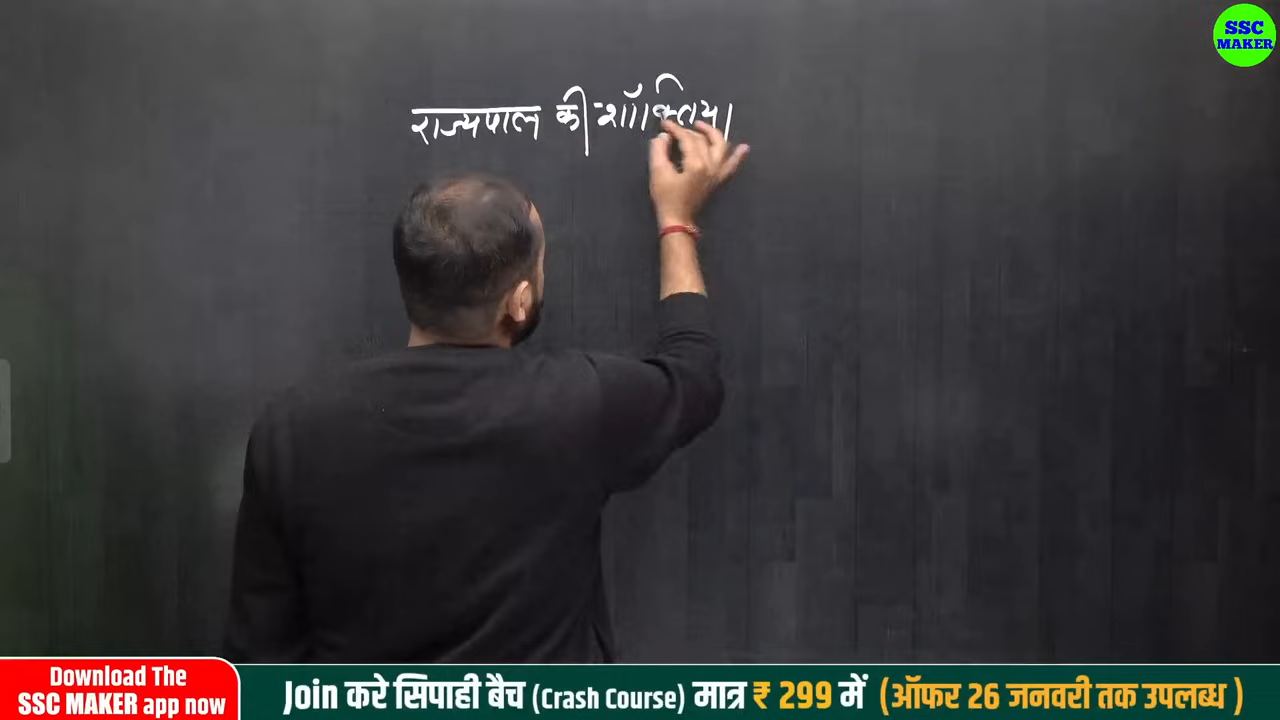 SSC
MAKER
राज्यपाल की शक्तिया
Download The
SSC MAKER app now
Join करे सिपाही बैच (Crash Course) मात्र ₹ 299 में (ऑफर 26 जनवरी तक उपलब्ध )